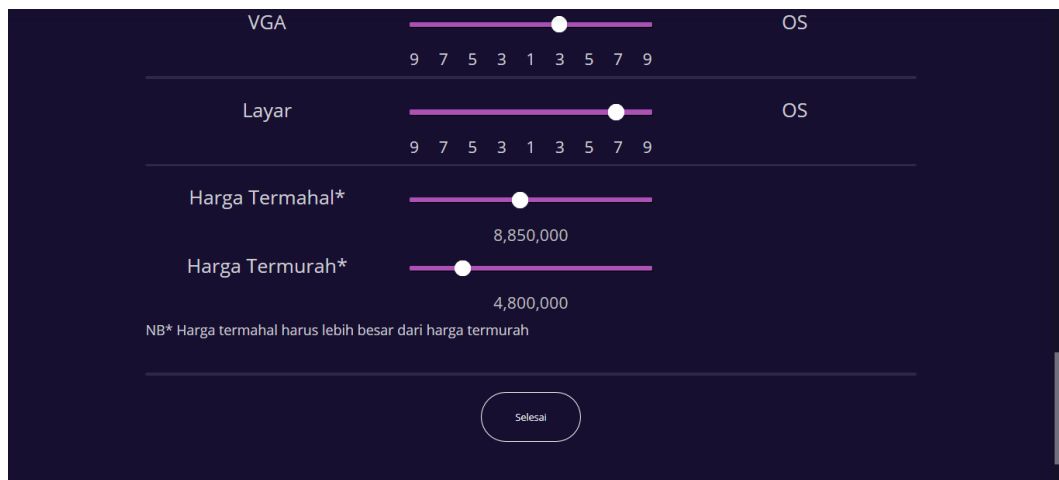 VGA OS
9 7 5 3 1 3 5 7 9
Layar OS
9 7 5 3 1 3 5 7 9
Harga Termahal*
8,850,000
Harga Termurah*
4,800,000
NB* Harga termahal harus lebih besar dari harga termurah
Selesai